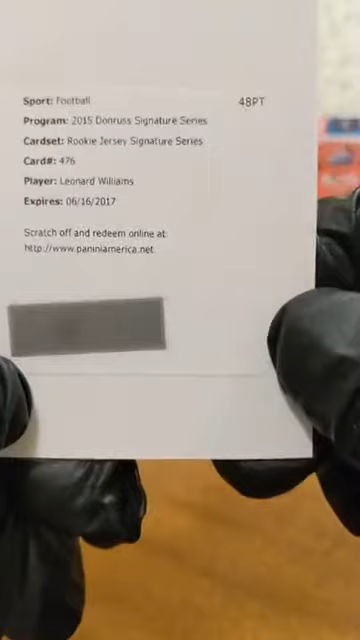 Sport: Football
48PT
Program: 2015 Donruss Signature Series
Cardset: Rookie Jersey Signature Series
Card#: 476
Player: Leonard Williams
Expires: 06/16/2017
Scratch off and redeem online at:
http://www.paniniamerica.net